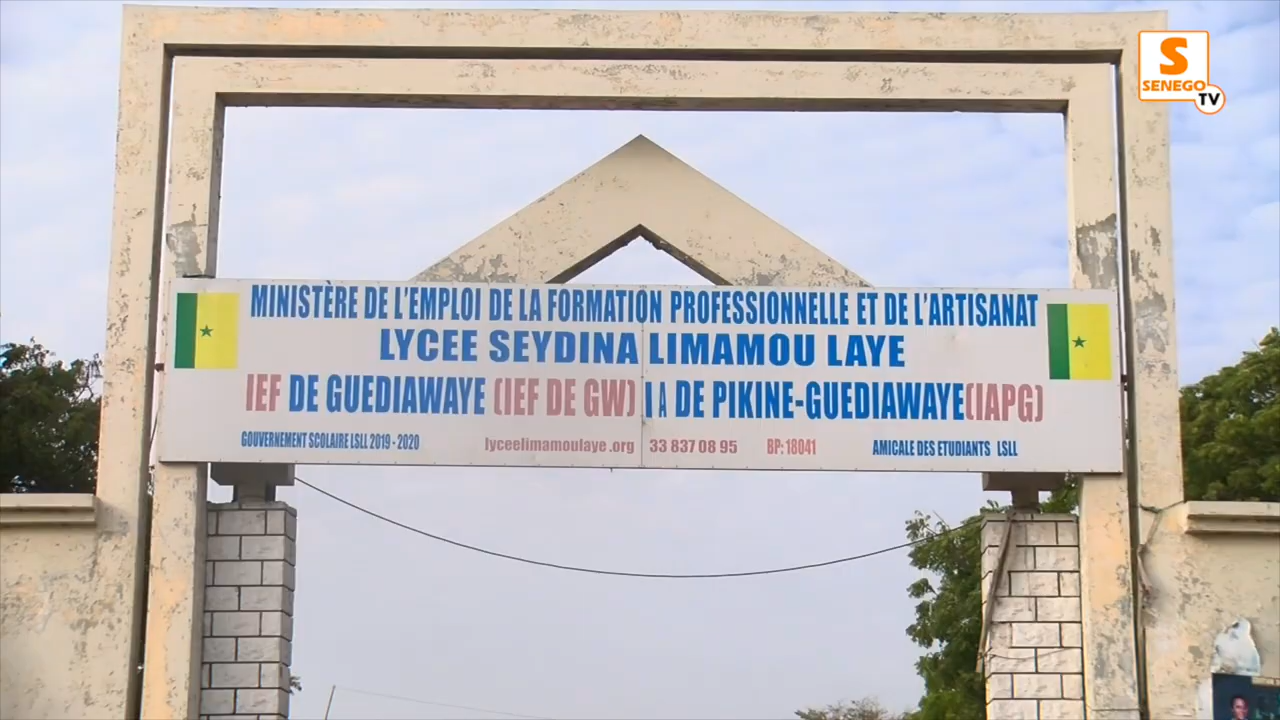 S
SENEGO
TV
MINISTÈRE DE L'EMPLOI DE LA FORMATION PROFESSIONNELLE ET DE L'ARTISANAT
LYCEE SEYDINA LIMAMOU LAYE
IEF DE GUEDIAWAYE (IEF DE GW) IA DE PIKINE-GUEDIAWAYE(IAPG)
GOUVERNEMENT SCOLAIRE LSLL 2019 - 2020 lyceelimamoulaye.org 33 837 08 95 BP: 18041 AMICALE DES ETUDIANTS LSLL